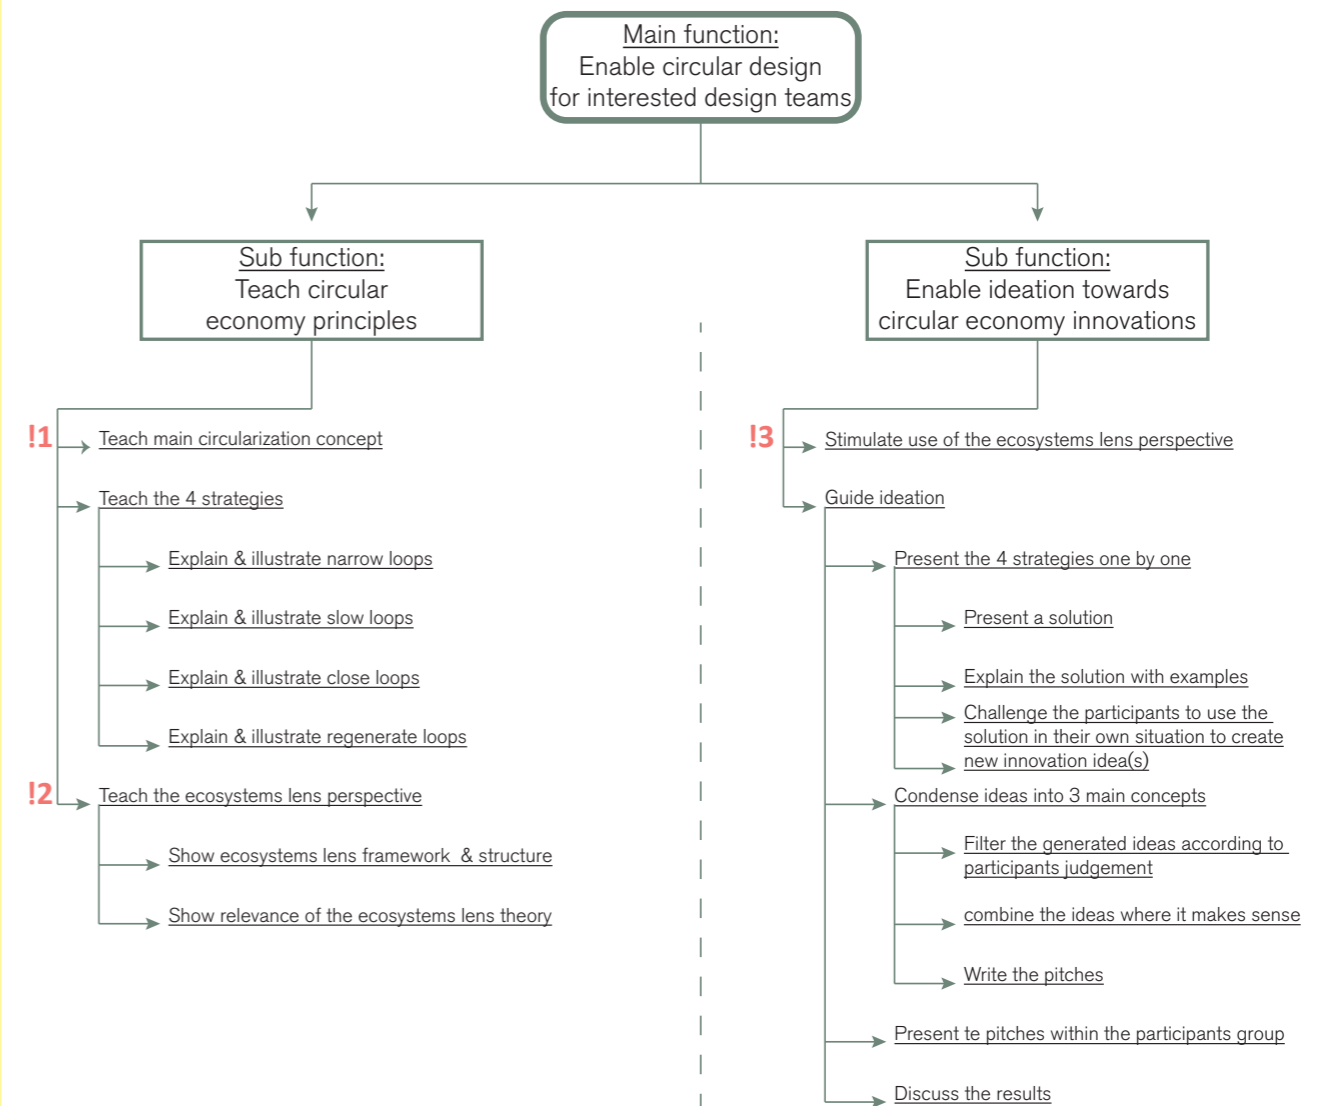 Main function:
Enable circular design
for interested design teams
Sub function:
Teach circular
economy principles
!1
Teach main circularization concept
Teach the 4 strategies
Explain & illustrate narrow loops
Explain & illustrate slow loops
Explain & illustrate close loops
Explain & illustrate regenerate loops
!2
Teach the ecosystems lens perspective
Show ecosystems lens framework & structure
Show relevance of the ecosystems lens theory
Sub function:
Enable ideation towards
circular economy innovations
!3
Stimulate use of the ecosystems lens perspective
Guide ideation
Present the 4 strategies one by one
Present a solution
Explain the solution with examples
Challenge the participants to use the
solution in their own situation to create
new innovation idea(s)
Condense ideas into 3 main concepts
Filter the generated ideas according to
participants judgement
combine the ideas where it makes sense
Write the pitches
Present te pitches within the participants group
Discuss the results